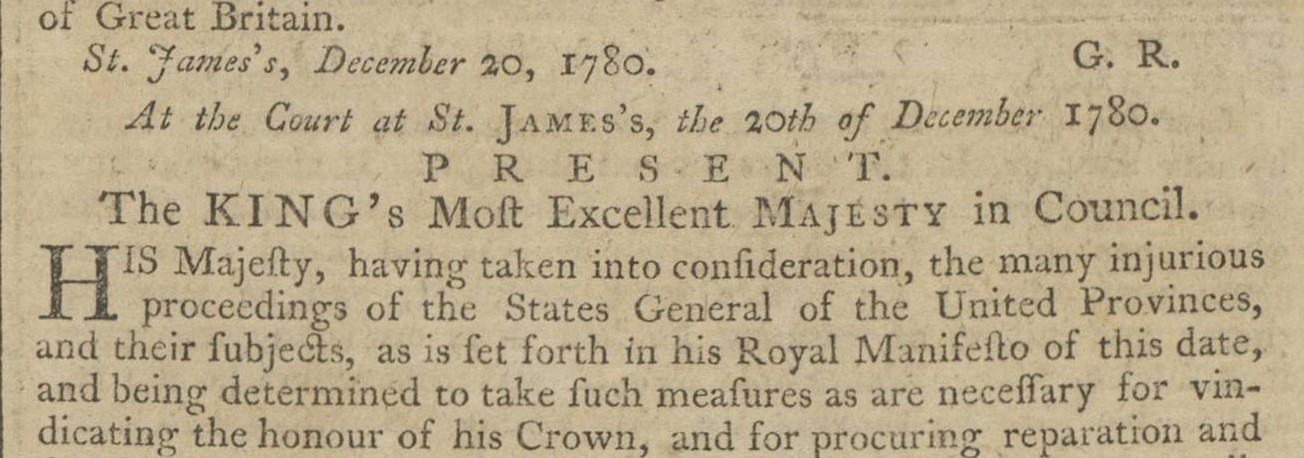 of Great Britain.
St. James's, December 20, 1780. G. R.
At the Court at St. JAMES's, the 20th of December 1780.
P R E S E N T.
The KING's Moſt Excellent MAJESTY in Council.
HIS Majeſty, having taken into conſideration, the many injurious
proceedings of the States General of the United Provinces,
and their ſubjects, as is ſet forth in his Royal Manifeſto of this date,
and being determined to take ſuch meaſures as are neceſſary for vin-
dicating the honour of his Crown, and for procuring reparation and